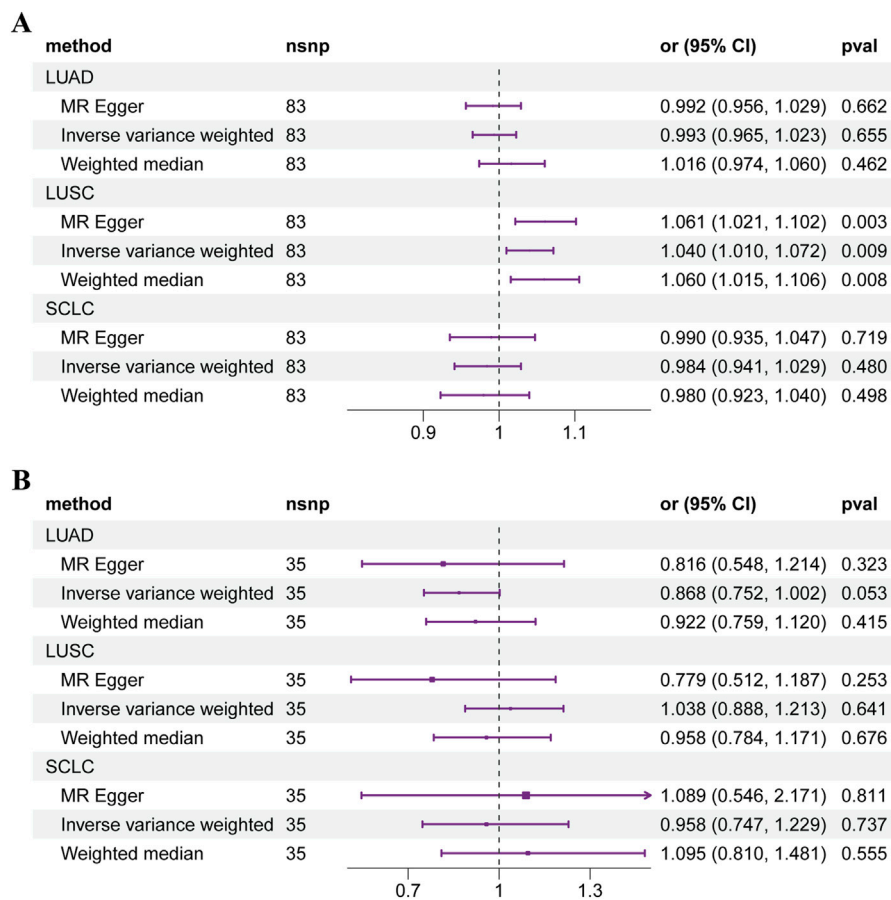 A
method nsnp or (95% CI) pval
LUAD
MR Egger 83 0.992 (0.956, 1.029) 0.662
Inverse variance weighted 83 0.993 (0.965, 1.023) 0.655
Weighted median 83 1.016 (0.974, 1.060) 0.462
LUSC
MR Egger 83 1.061 (1.021, 1.102) 0.003
Inverse variance weighted 83 1.040 (1.010, 1.072) 0.009
Weighted median 83 1.060 (1.015, 1.106) 0.008
SCLC
MR Egger 83 0.990 (0.935, 1.047) 0.719
Inverse variance weighted 83 0.984 (0.941, 1.029) 0.480
Weighted median 83 0.980 (0.923, 1.040) 0.498
0.9 1 1.1
B
method nsnp or (95% CI) pval
LUAD
MR Egger 35 0.816 (0.548, 1.214) 0.323
Inverse variance weighted 35 0.868 (0.752, 1.002) 0.053
Weighted median 35 0.922 (0.759, 1.120) 0.415
LUSC
MR Egger 35 0.779 (0.512, 1.187) 0.253
Inverse variance weighted 35 1.038 (0.888, 1.213) 0.641
Weighted median 35 0.958 (0.784, 1.171) 0.676
SCLC
MR Egger 35 1.089 (0.546, 2.171) 0.811
Inverse variance weighted 35 0.958 (0.747, 1.229) 0.737
Weighted median 35 1.095 (0.810, 1.481) 0.555
0.7 1 1.3